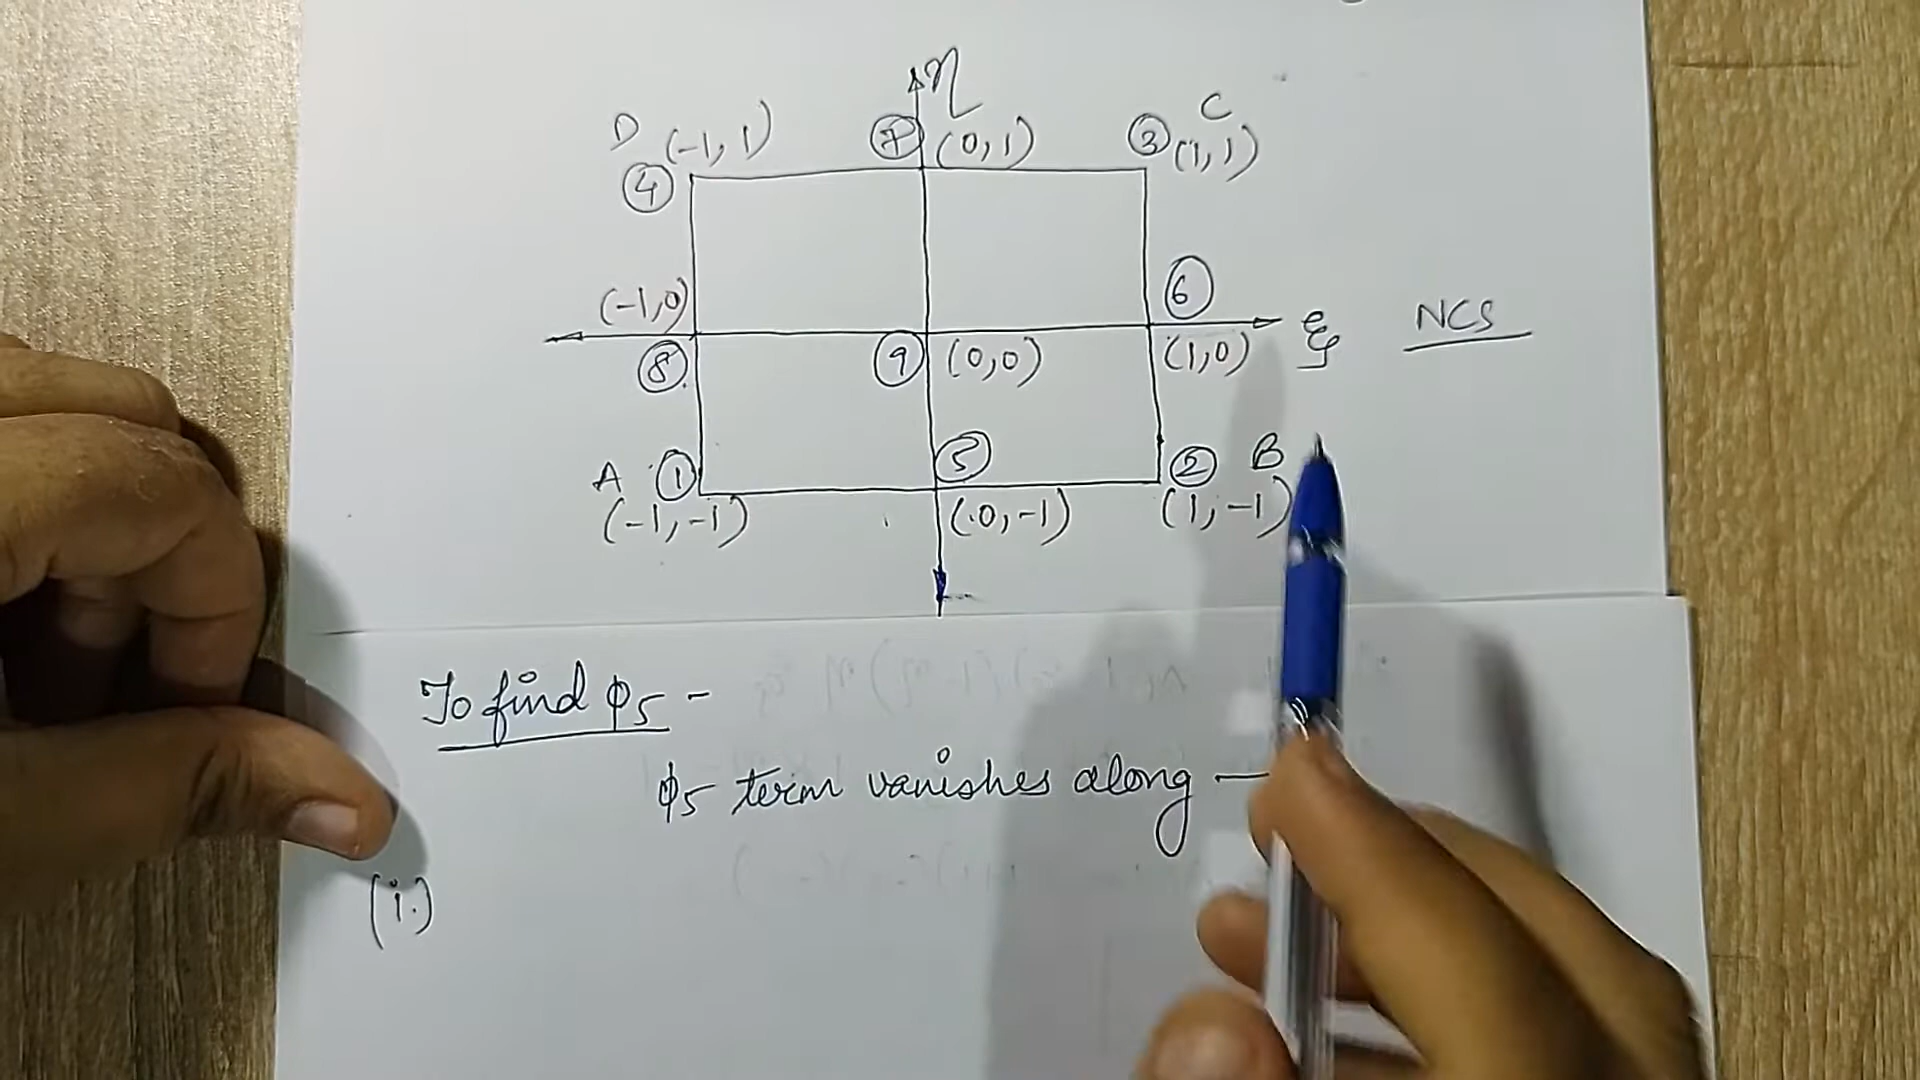 η
D (-1, 1) ⑦ (0, 1) ③ C (1, 1)
④
(-1, 0) ⑥ ξ NCS
⑧ ⑨ (0, 0) (1, 0)
A ① ⑤ ② B
(-1, -1) (0, -1) (1, -1)
To find φ5 -
φ5 term vanishes along —
(i.)